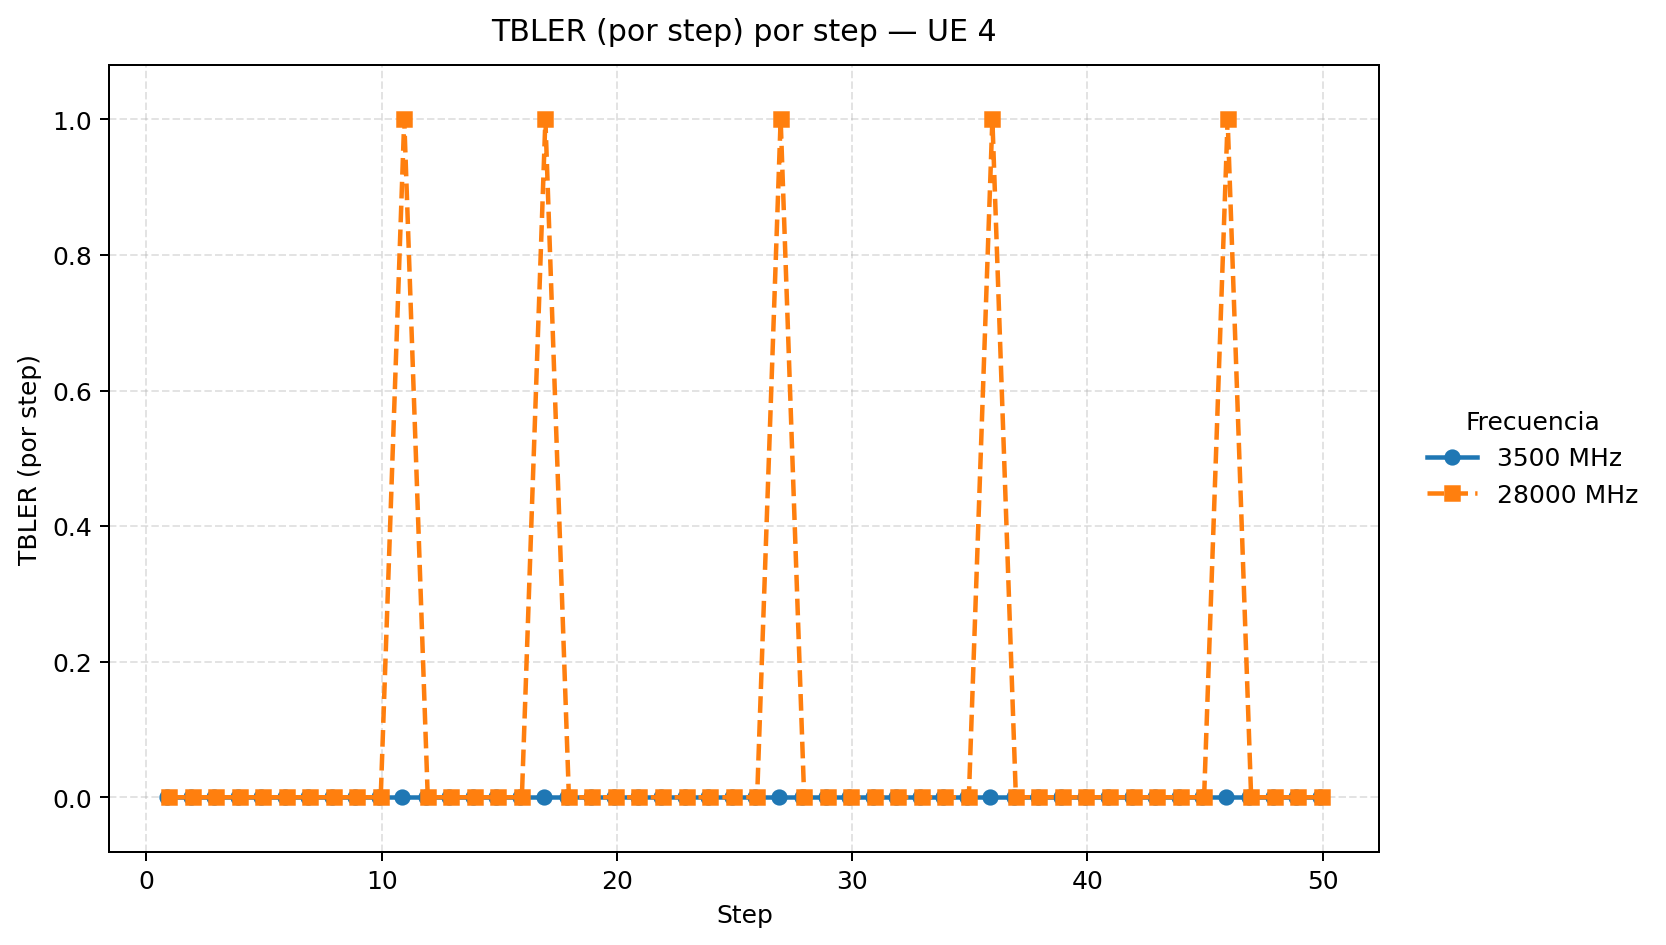 TBLER (por step) por step — UE 4
TBLER (por step)
1.0
0.8
0.6
0.4
0.2
0.0
0 10 20 30 40 50
Step
Frecuencia
3500 MHz
28000 MHz